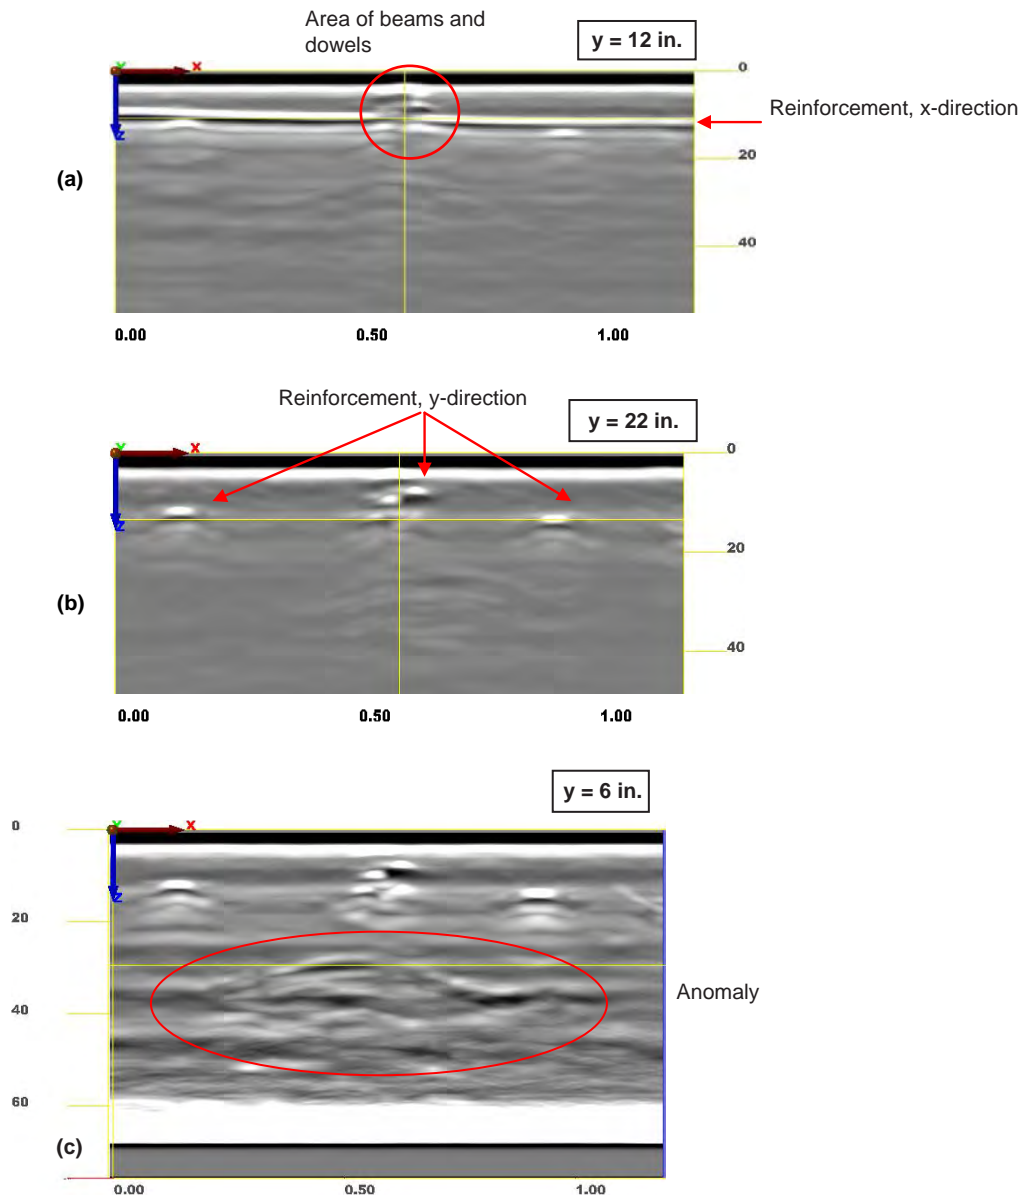 Area of beams and
dowels
y = 12 in.
Y
X
0
Reinforcement, x-direction
Z
20
(a)
40
0.00 0.50 1.00
Reinforcement, y-direction
y = 22 in.
Y
X
0
Z
20
(b)
40
0.00 0.50 1.00
y = 6 in.
0
Y
X
Z
20
Anomaly
40
60
(c)
0.00 0.50 1.00